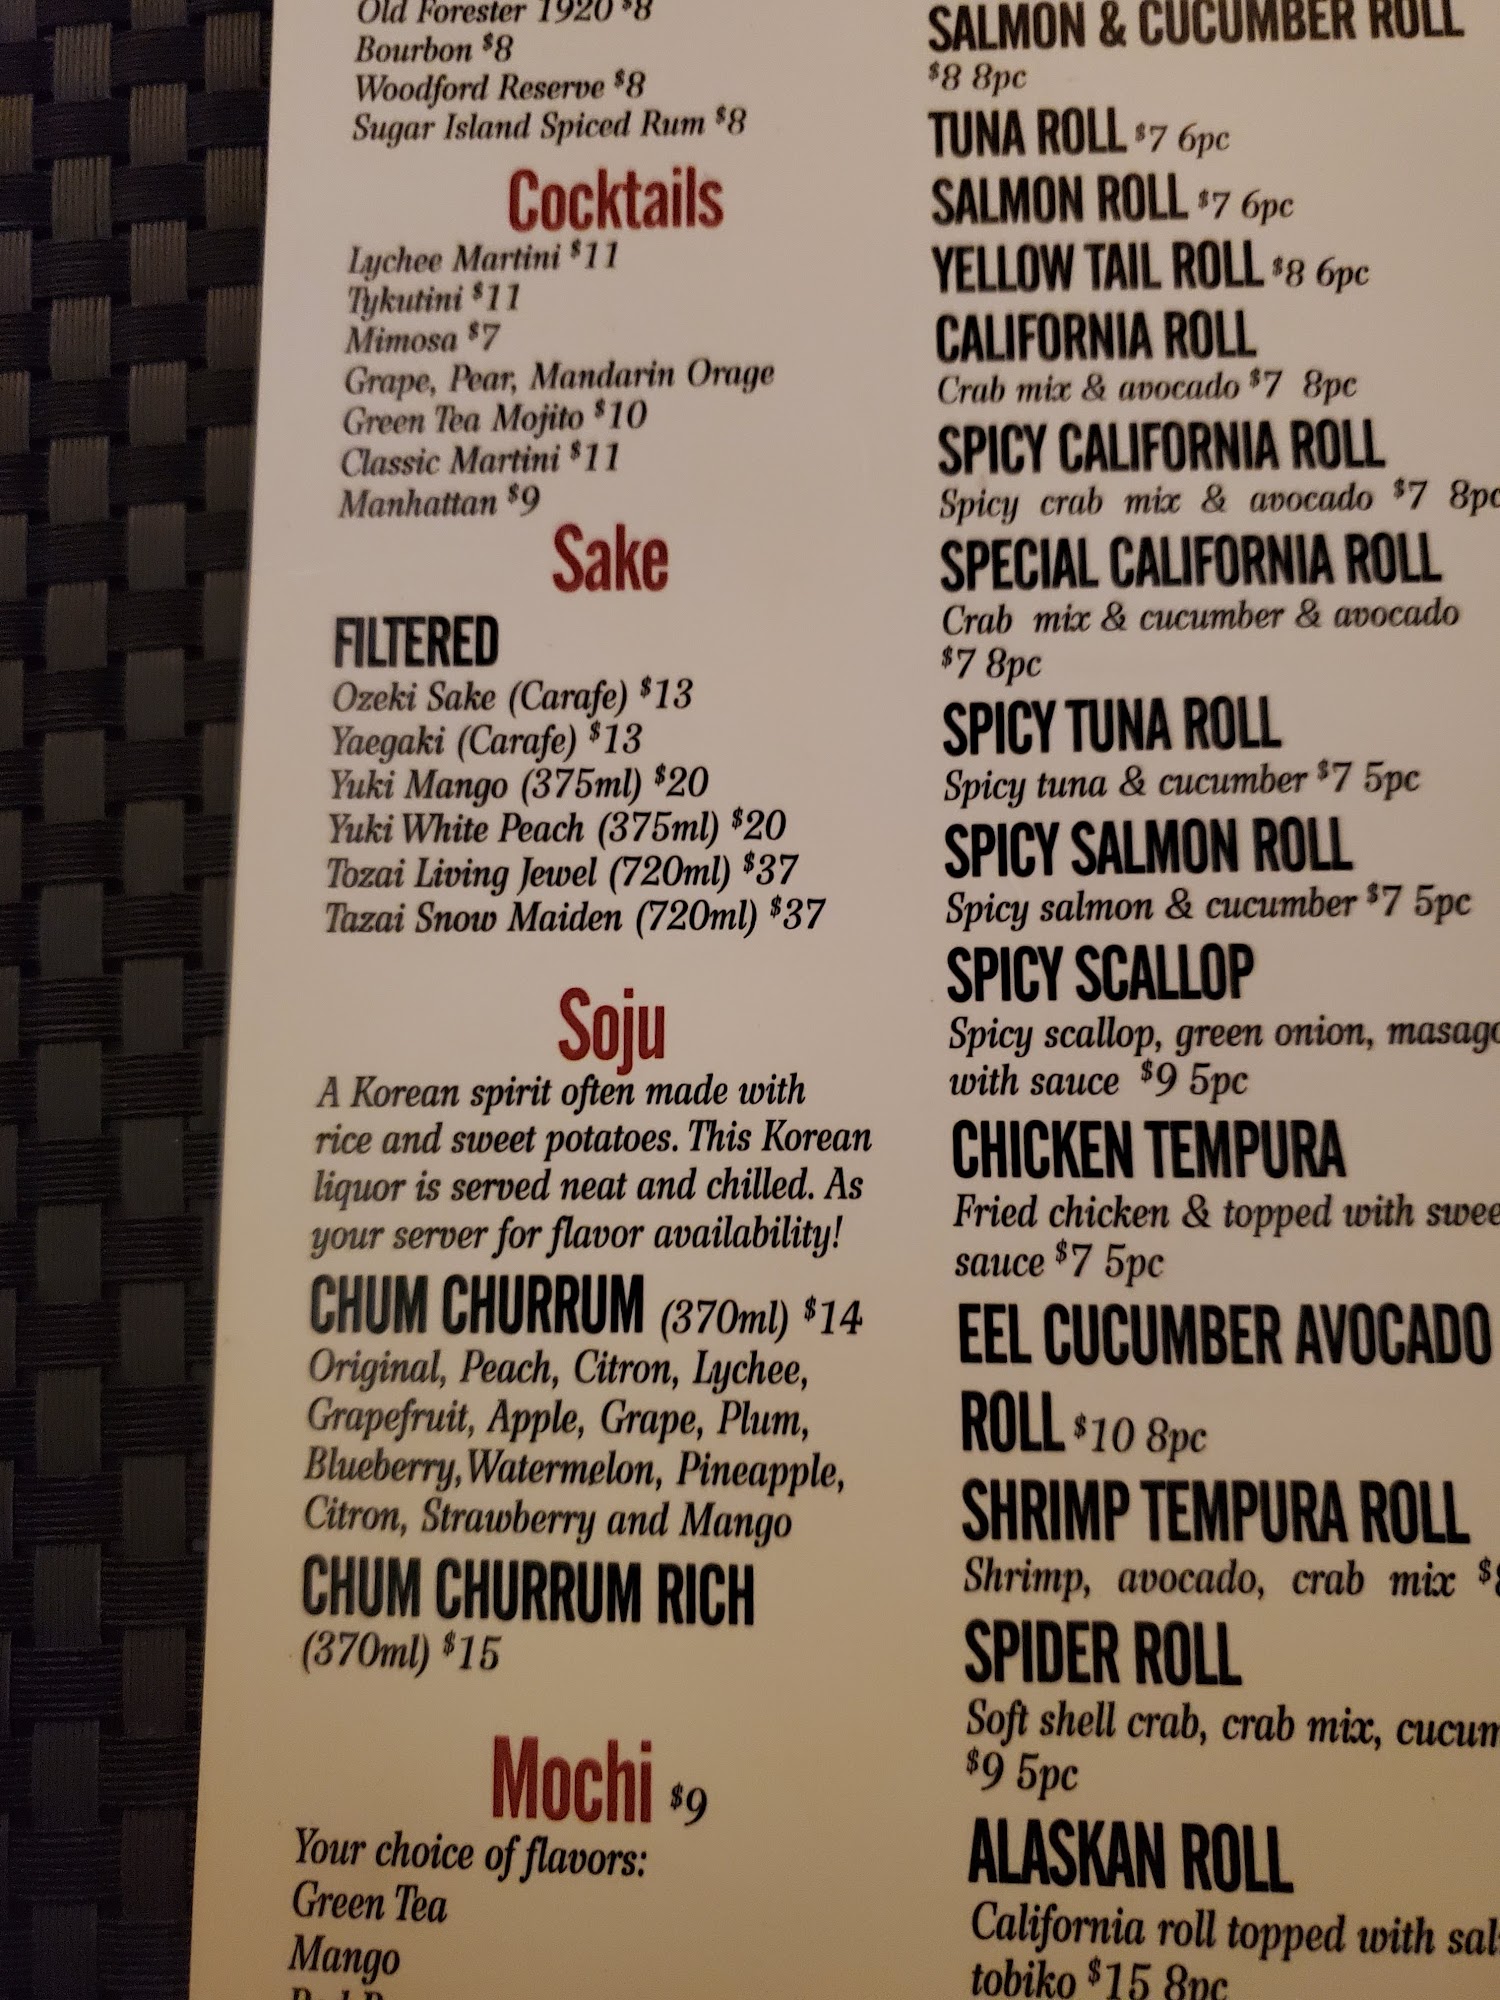 Old Forester 1920 $8
Bourbon $8
Woodford Reserve $8
Sugar Island Spiced Rum $8
Cocktails
Lychee Martini $11
Tykutini $11
Mimosa $7
Grape, Pear, Mandarin Orage
Green Tea Mojito $10
Classic Martini $11
Manhattan $9
Sake
FILTERED
Ozeki Sake (Carafe) $13
Yaegaki (Carafe) $13
Yuki Mango (375ml) $20
Yuki White Peach (375ml) $20
Tozai Living Jewel (720ml) $37
Tazai Snow Maiden (720ml) $37
Soju
A Korean spirit often made with
rice and sweet potatoes. This Korean
liquor is served neat and chilled. As
your server for flavor availability!
CHUM CHURRUM (370ml) $14
Original, Peach, Citron, Lychee,
Grapefruit, Apple, Grape, Plum,
Blueberry, Watermelon, Pineapple,
Citron, Strawberry and Mango
CHUM CHURRUM RICH
(370ml) $15
Mochi $9
Your choice of flavors:
Green Tea
Mango
SALMON & CUCUMBER ROLL
$8 8pc
TUNA ROLL $7 6pc
SALMON ROLL $7 6pc
YELLOW TAIL ROLL $8 6pc
CALIFORNIA ROLL
Crab mix & avocado $7 8pc
SPICY CALIFORNIA ROLL
Spicy crab mix & avocado $7 8pc
SPECIAL CALIFORNIA ROLL
Crab mix & cucumber & avocado
$7 8pc
SPICY TUNA ROLL
Spicy tuna & cucumber $7 5pc
SPICY SALMON ROLL
Spicy salmon & cucumber $7 5pc
SPICY SCALLOP
Spicy scallop, green onion, masago
with sauce $9 5pc
CHICKEN TEMPURA
Fried chicken & topped with swee
sauce $7 5pc
EEL CUCUMBER AVOCADO
ROLL $10 8pc
SHRIMP TEMPURA ROLL
Shrimp, avocado, crab mix
SPIDER ROLL
Soft shell crab, crab mix, cucum
$9 5pc
ALASKAN ROLL
California roll topped with sal
tobiko $15 8pc